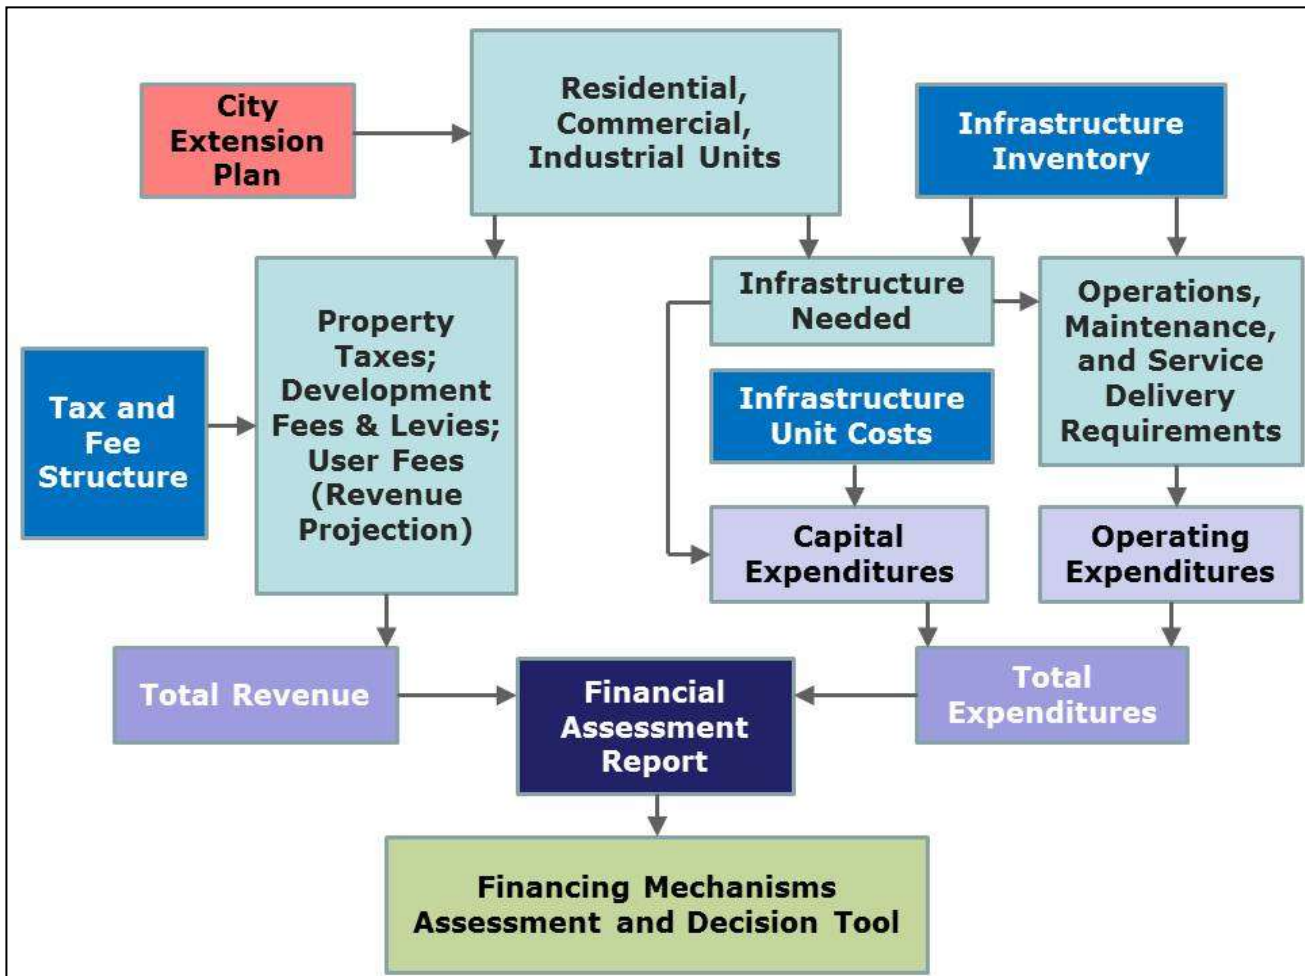 City
Extension
Plan
Residential,
Commercial,
Industrial Units
Infrastructure
Inventory
Tax and
Fee
Structure
Property
Taxes;
Development
Fees & Levies;
User Fees
(Revenue
Projection)
Infrastructure
Needed
Operations,
Maintenance,
and Service
Delivery
Requirements
Infrastructure
Unit Costs
Capital
Expenditures
Operating
Expenditures
Total Revenue
Financial
Assessment
Report
Total
Expenditures
Financing Mechanisms
Assessment and Decision Tool